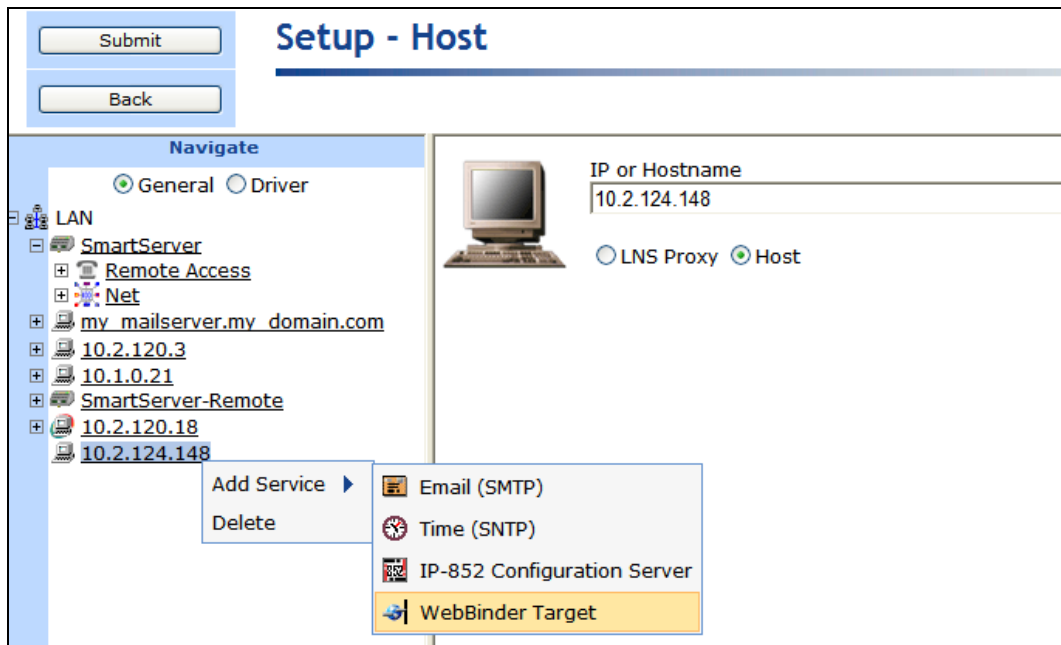 Submit
Setup - Host
Back
Navigate
General Driver
LAN
SmartServer
Remote Access
Net
my_mailserver.my_domain.com
10.2.120.3
10.1.0.21
SmartServer-Remote
10.2.120.18
10.2.124.148
IP or Hostname
10.2.124.148
LNS Proxy Host
Add Service
Delete
Email (SMTP)
Time (SNTP)
IP-852 Configuration Server
WebBinder Target